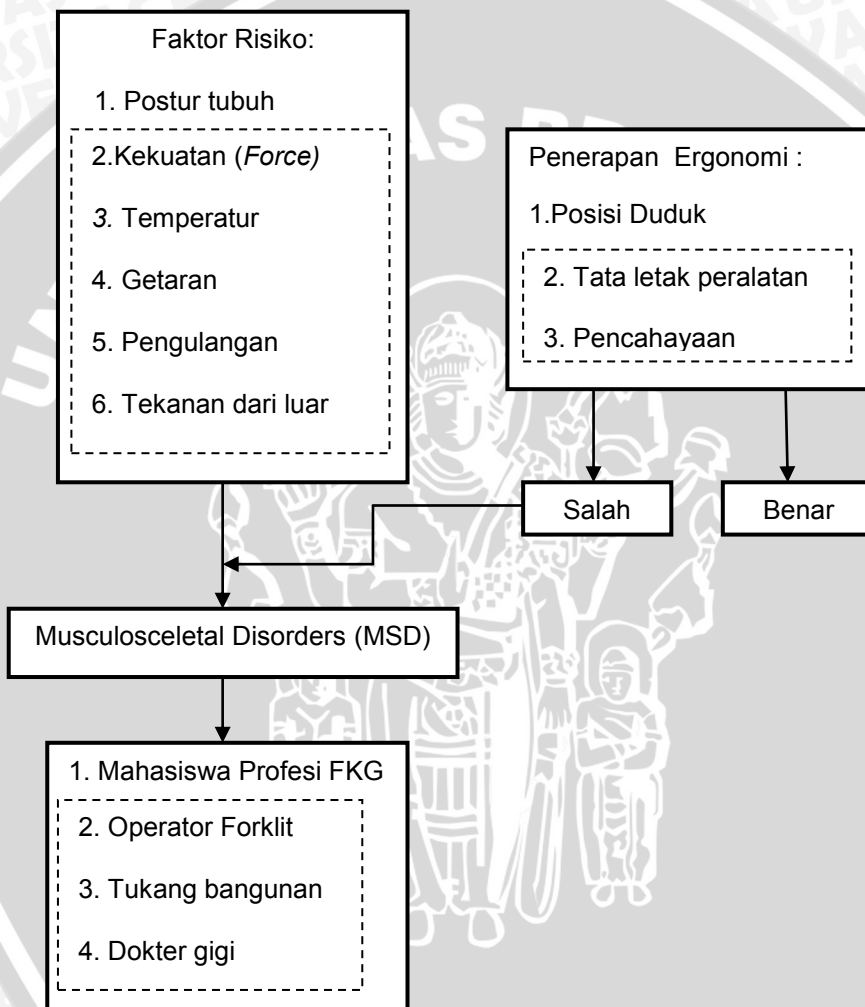 Faktor Risiko:
1. Postur tubuh
2.Kekuatan (Force)
3. Temperatur
4. Getaran
5. Pengulangan
6. Tekanan dari luar
Penerapan Ergonomi :
1.Posisi Duduk
2. Tata letak peralatan
3. Pencahayaan
Salah
Benar
Musculosceletal Disorders (MSD)
1. Mahasiswa Profesi FKG
2. Operator Forklit
3. Tukang bangunan
4. Dokter gigi